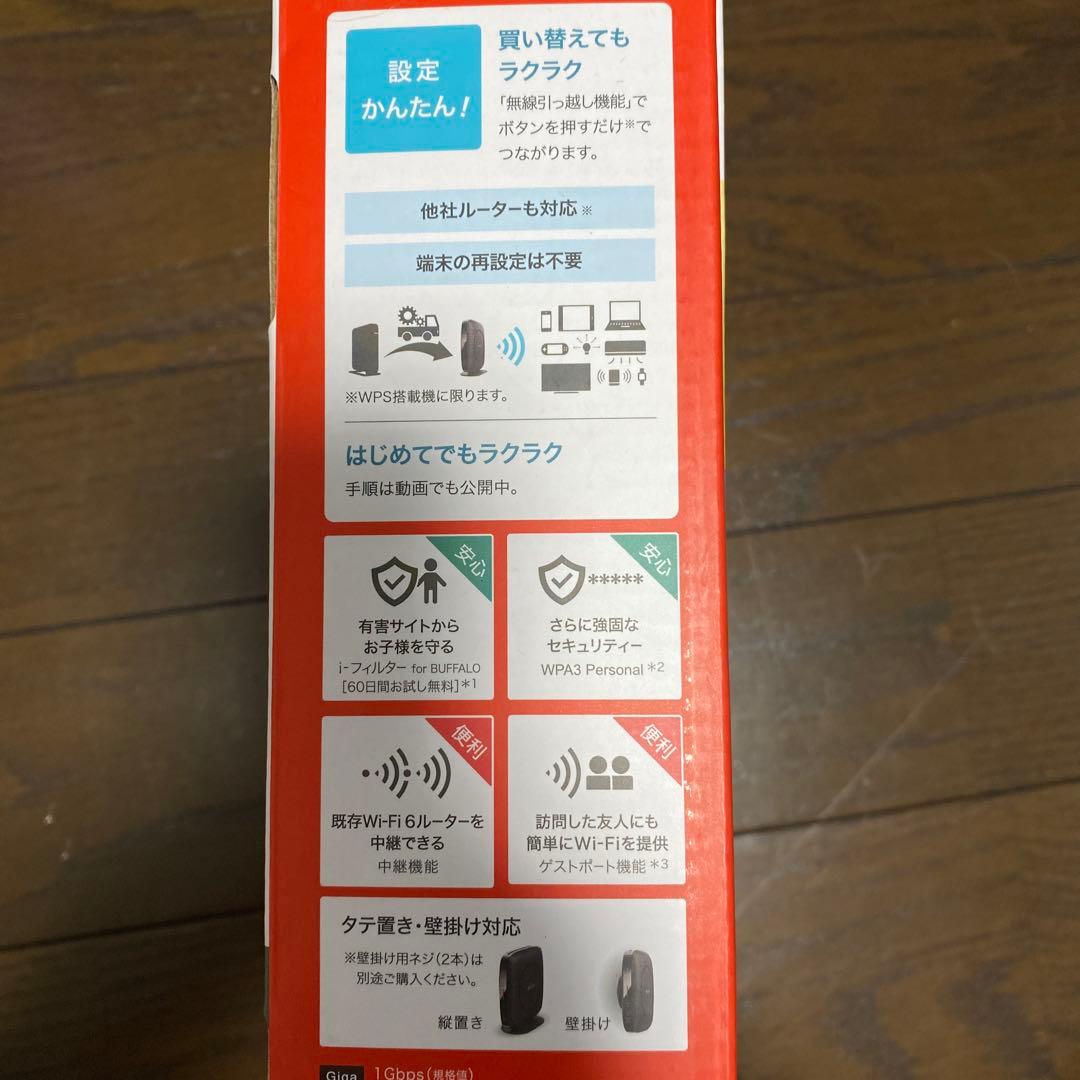 設定
かんたん!
買い替えても
ラクラク
「無線引っ越し機能」で
ボタンを押すだけ※で
つながります。
他社ルーターも対応※
端末の再設定は不要
※WPS搭載機に限ります。
はじめてでもラクラク
手順は動画でも公開中。
安心
有害サイトから
お子様を守る
i-フィルター for BUFFALO
[60日間お試し無料]*1
安心
*****
さらに強固な
セキュリティー
WPA3 Personal *2
便利
既存Wi-Fi 6ルーターを
中継できる
中継機能
便利
訪問した友人にも
簡単にWi-Fiを提供
ゲストポート機能 *3
タテ置き・壁掛け対応
※壁掛け用ネジ(2本)は
別途ご購入ください。
縦置き
壁掛け
Giga
1Gbps(規格値)